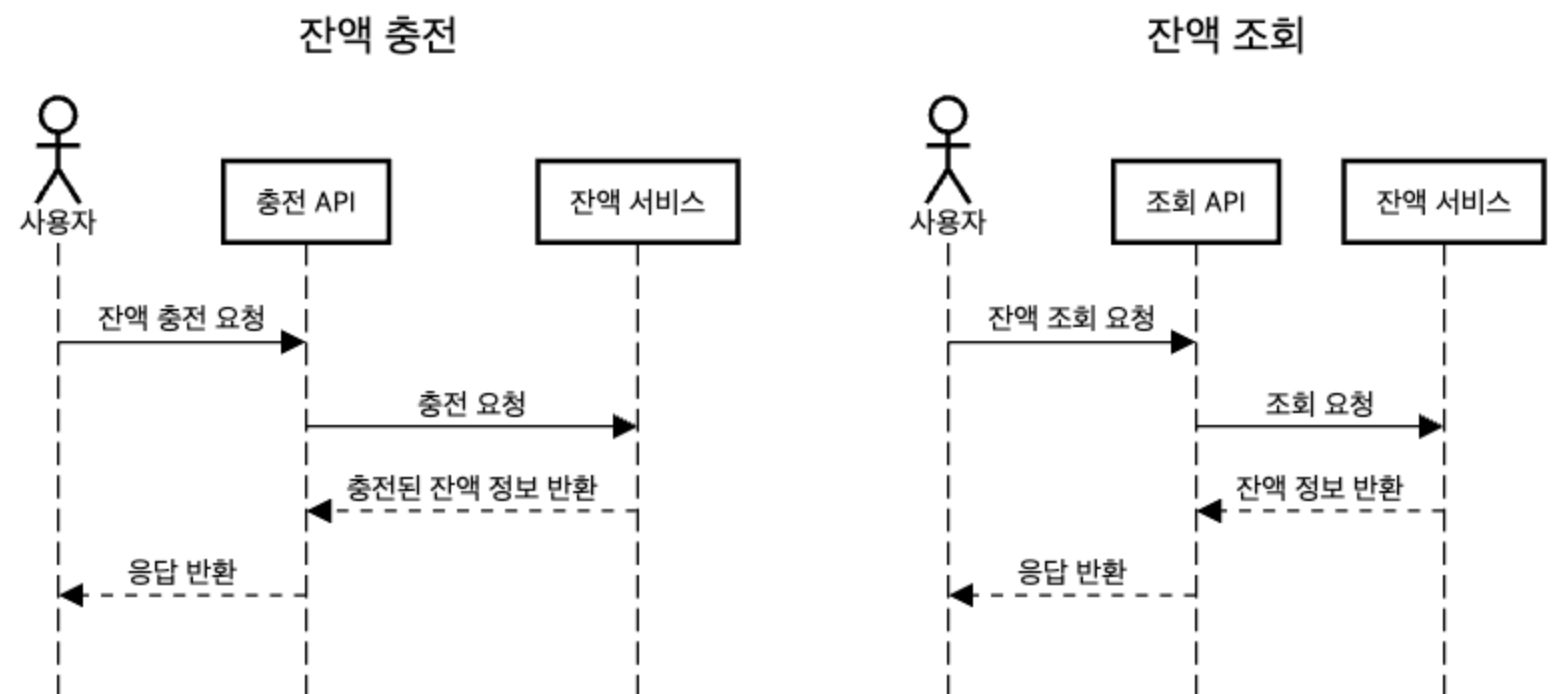 잔액 충전
사용자
충전 API
잔액 서비스
잔액 충전 요청
충전 요청
충전된 잔액 정보 반환
응답 반환
잔액 조회
사용자
조회 API
잔액 서비스
잔액 조회 요청
조회 요청
잔액 정보 반환
응답 반환